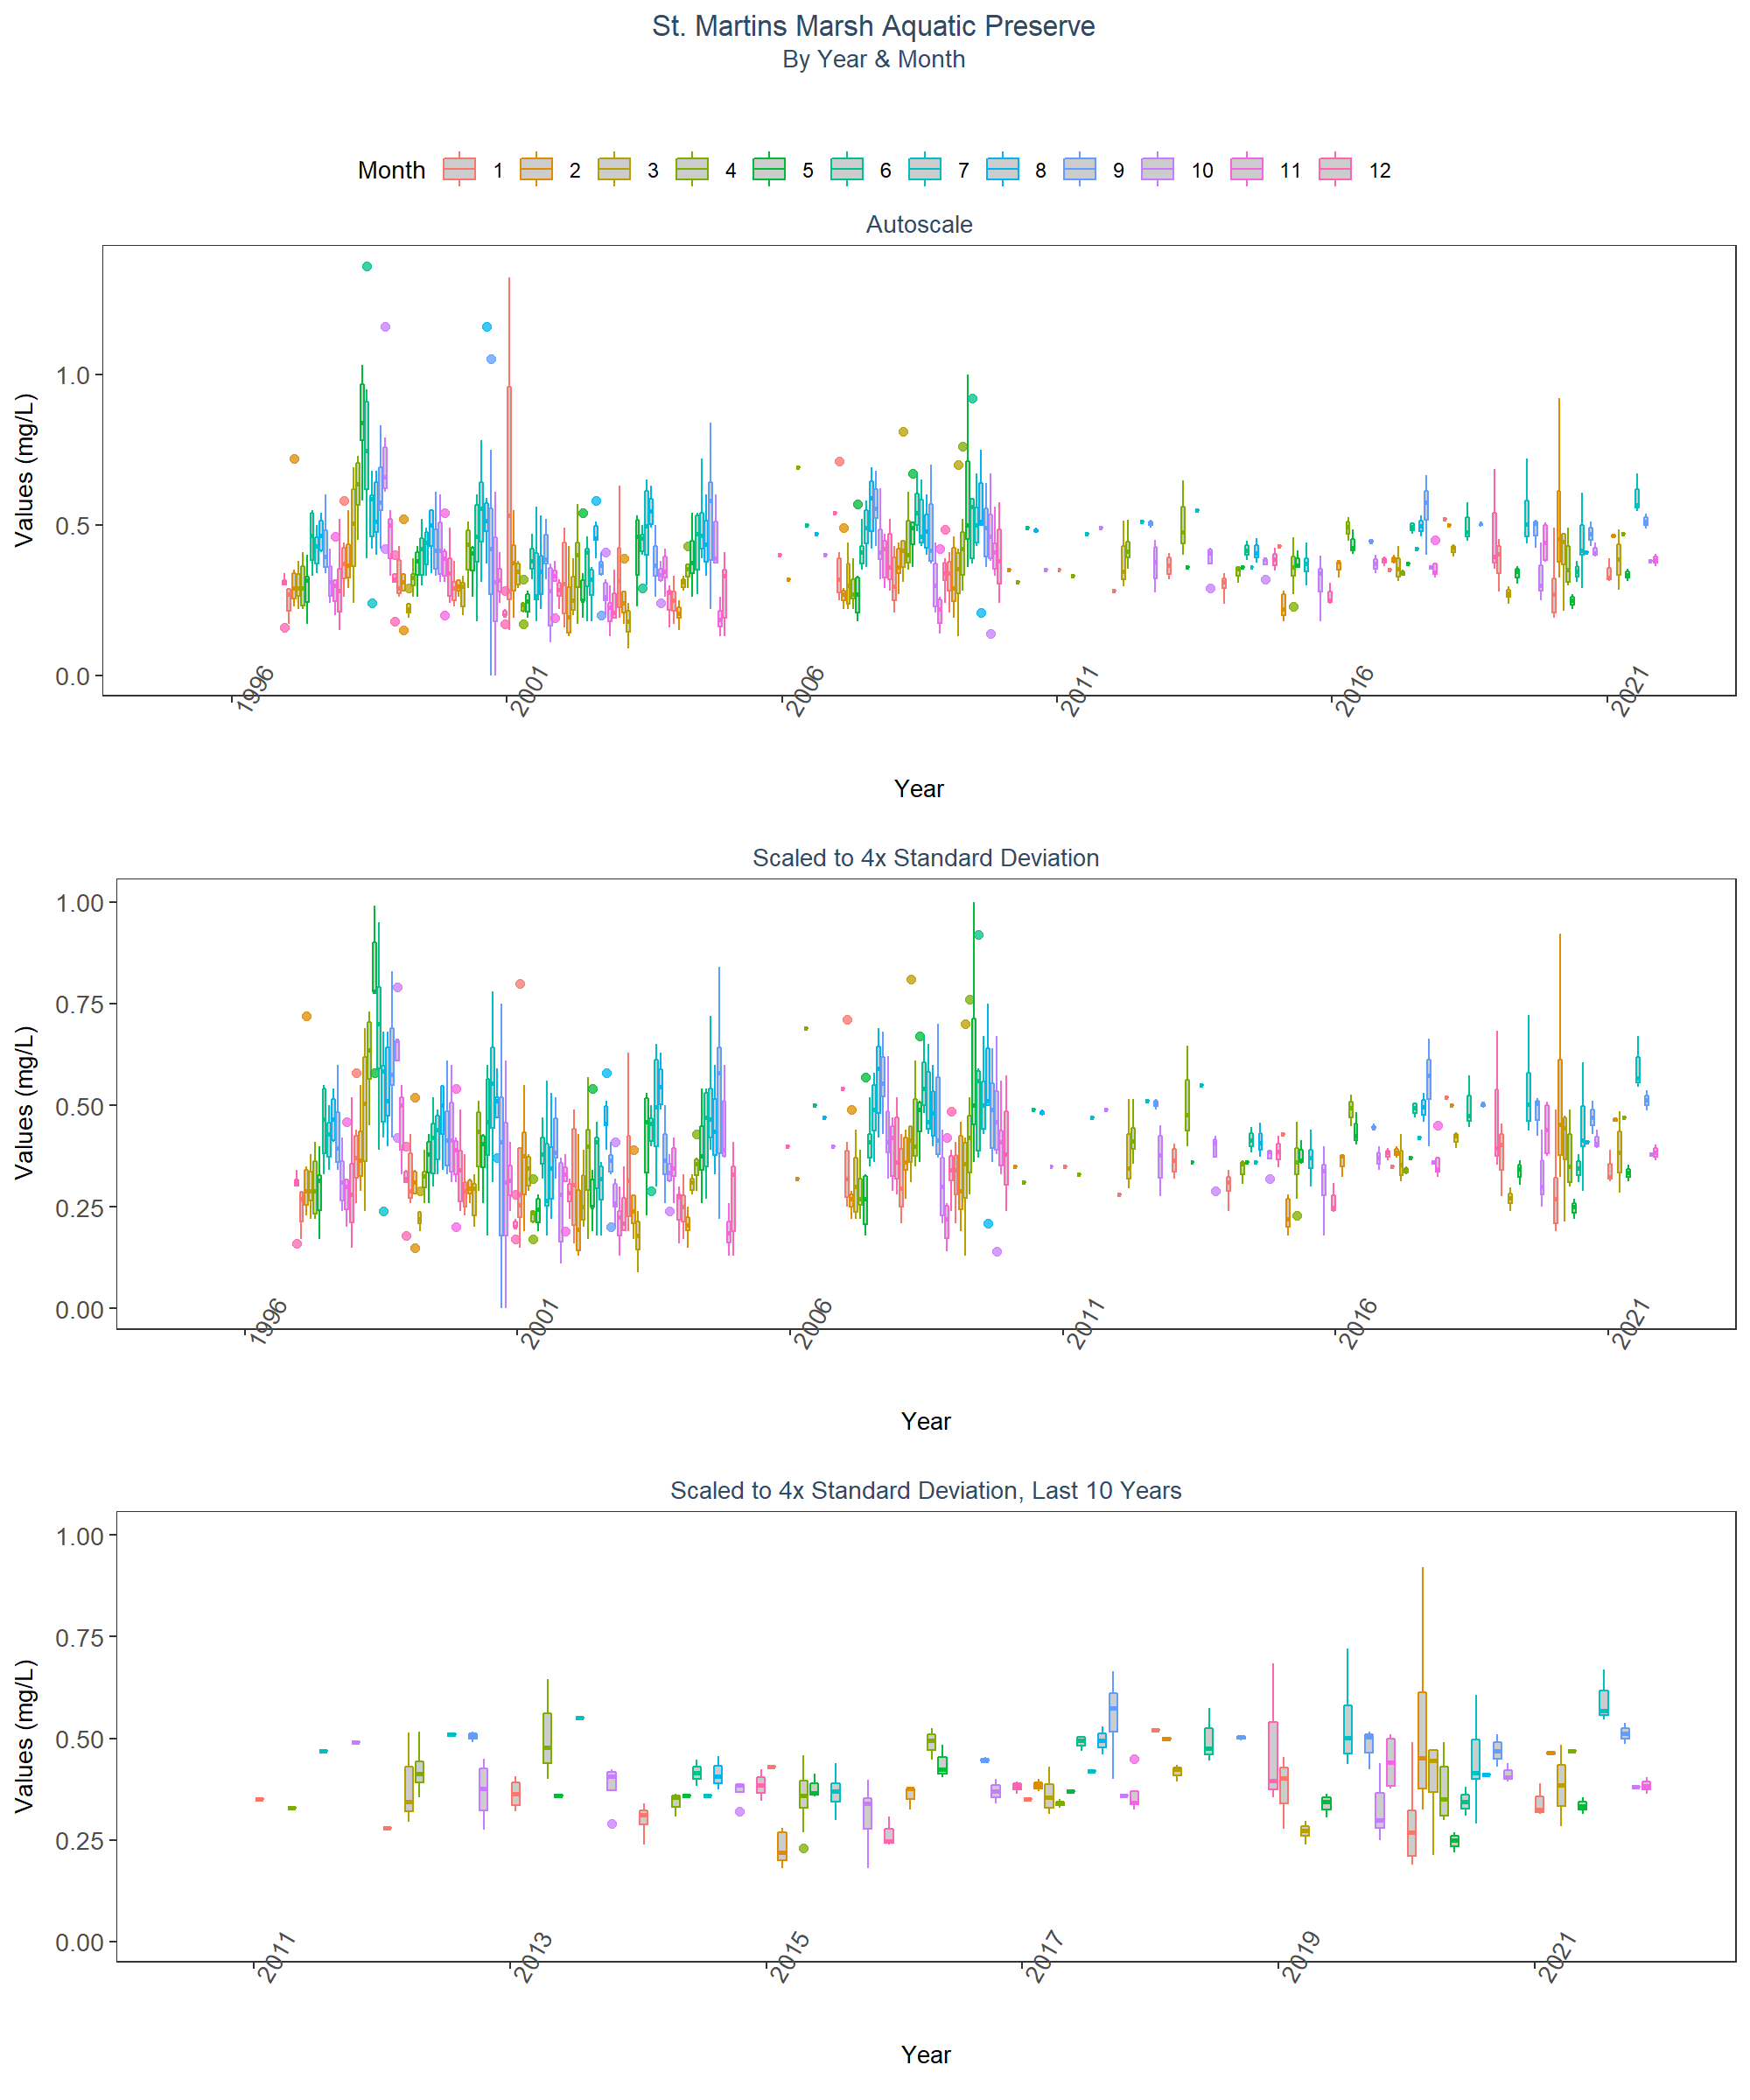 St. Martins Marsh Aquatic Preserve
By Year & Month
Month 1 2 3 4 5 6 7 8 9 10 11 12
Autoscale
Values (mg/L)
1.0
0.5
0.0
1996 2001 2006 2011 2016 2021
Year
Scaled to 4x Standard Deviation
Values (mg/L)
1.00
0.75
0.50
0.25
0.00
1996 2001 2006 2011 2016 2021
Year
Scaled to 4x Standard Deviation, Last 10 Years
Values (mg/L)
1.00
0.75
0.50
0.25
0.00
2011 2013 2015 2017 2019 2021
Year